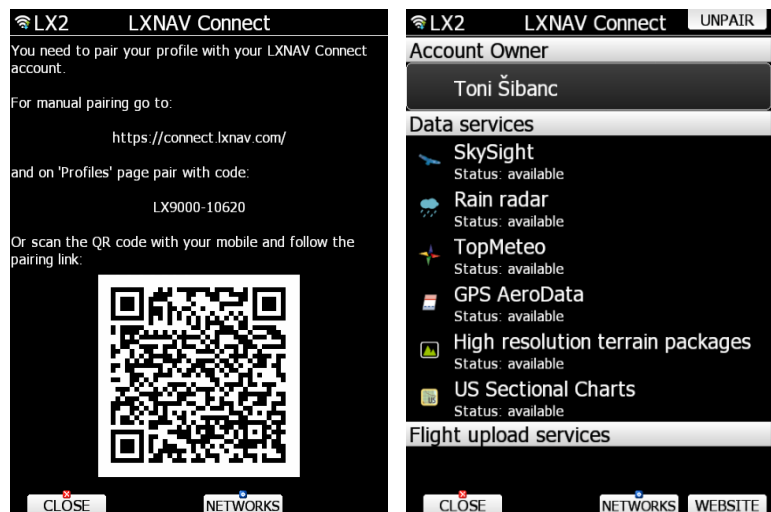 LX2 LXNAV Connect
You need to pair your profile with your LXNAV Connect
account.
For manual pairing go to:
https://connect.lxnav.com/
and on 'Profiles' page pair with code:
LX9000-10620
Or scan the QR code with your mobile and follow the
pairing link:
CLOSE NETWORKS
LX2 LXNAV Connect UNPAIR
Account Owner
Toni Šibanc
Data services
SkySight
Status: available
Rain radar
Status: available
TopMeteo
Status: available
GPS AeroData
Status: available
High resolution terrain packages
Status: available
US Sectional Charts
Status: available
Flight upload services
CLOSE NETWORKS WEBSITE